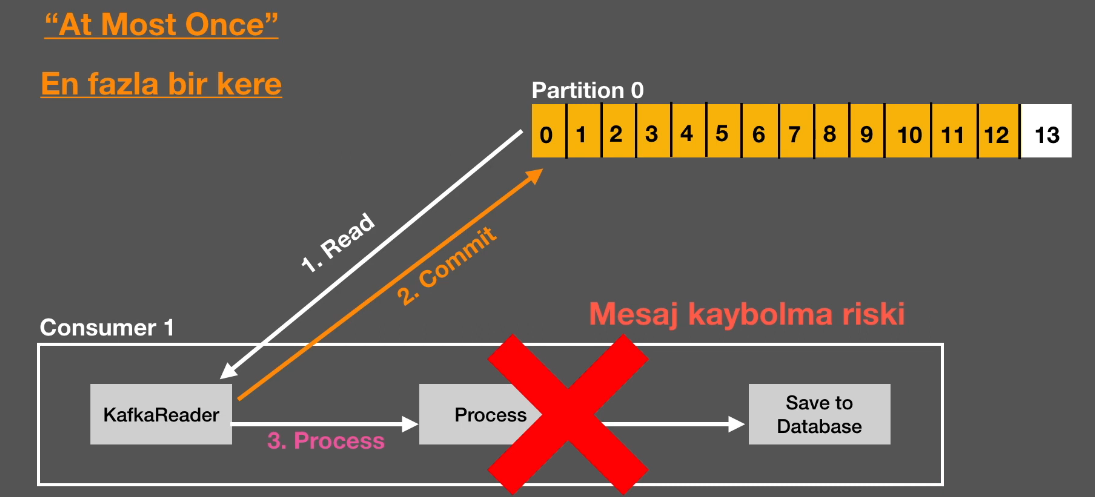 “At Most Once”
En fazla bir kere
Partition 0
0 1 2 3 4 5 6 7 8 9 10 11 12 13
1. Read
2. Commit
Mesaj kaybolma riski
Consumer 1
KafkaReader
3. Process
Process
Save to
Database